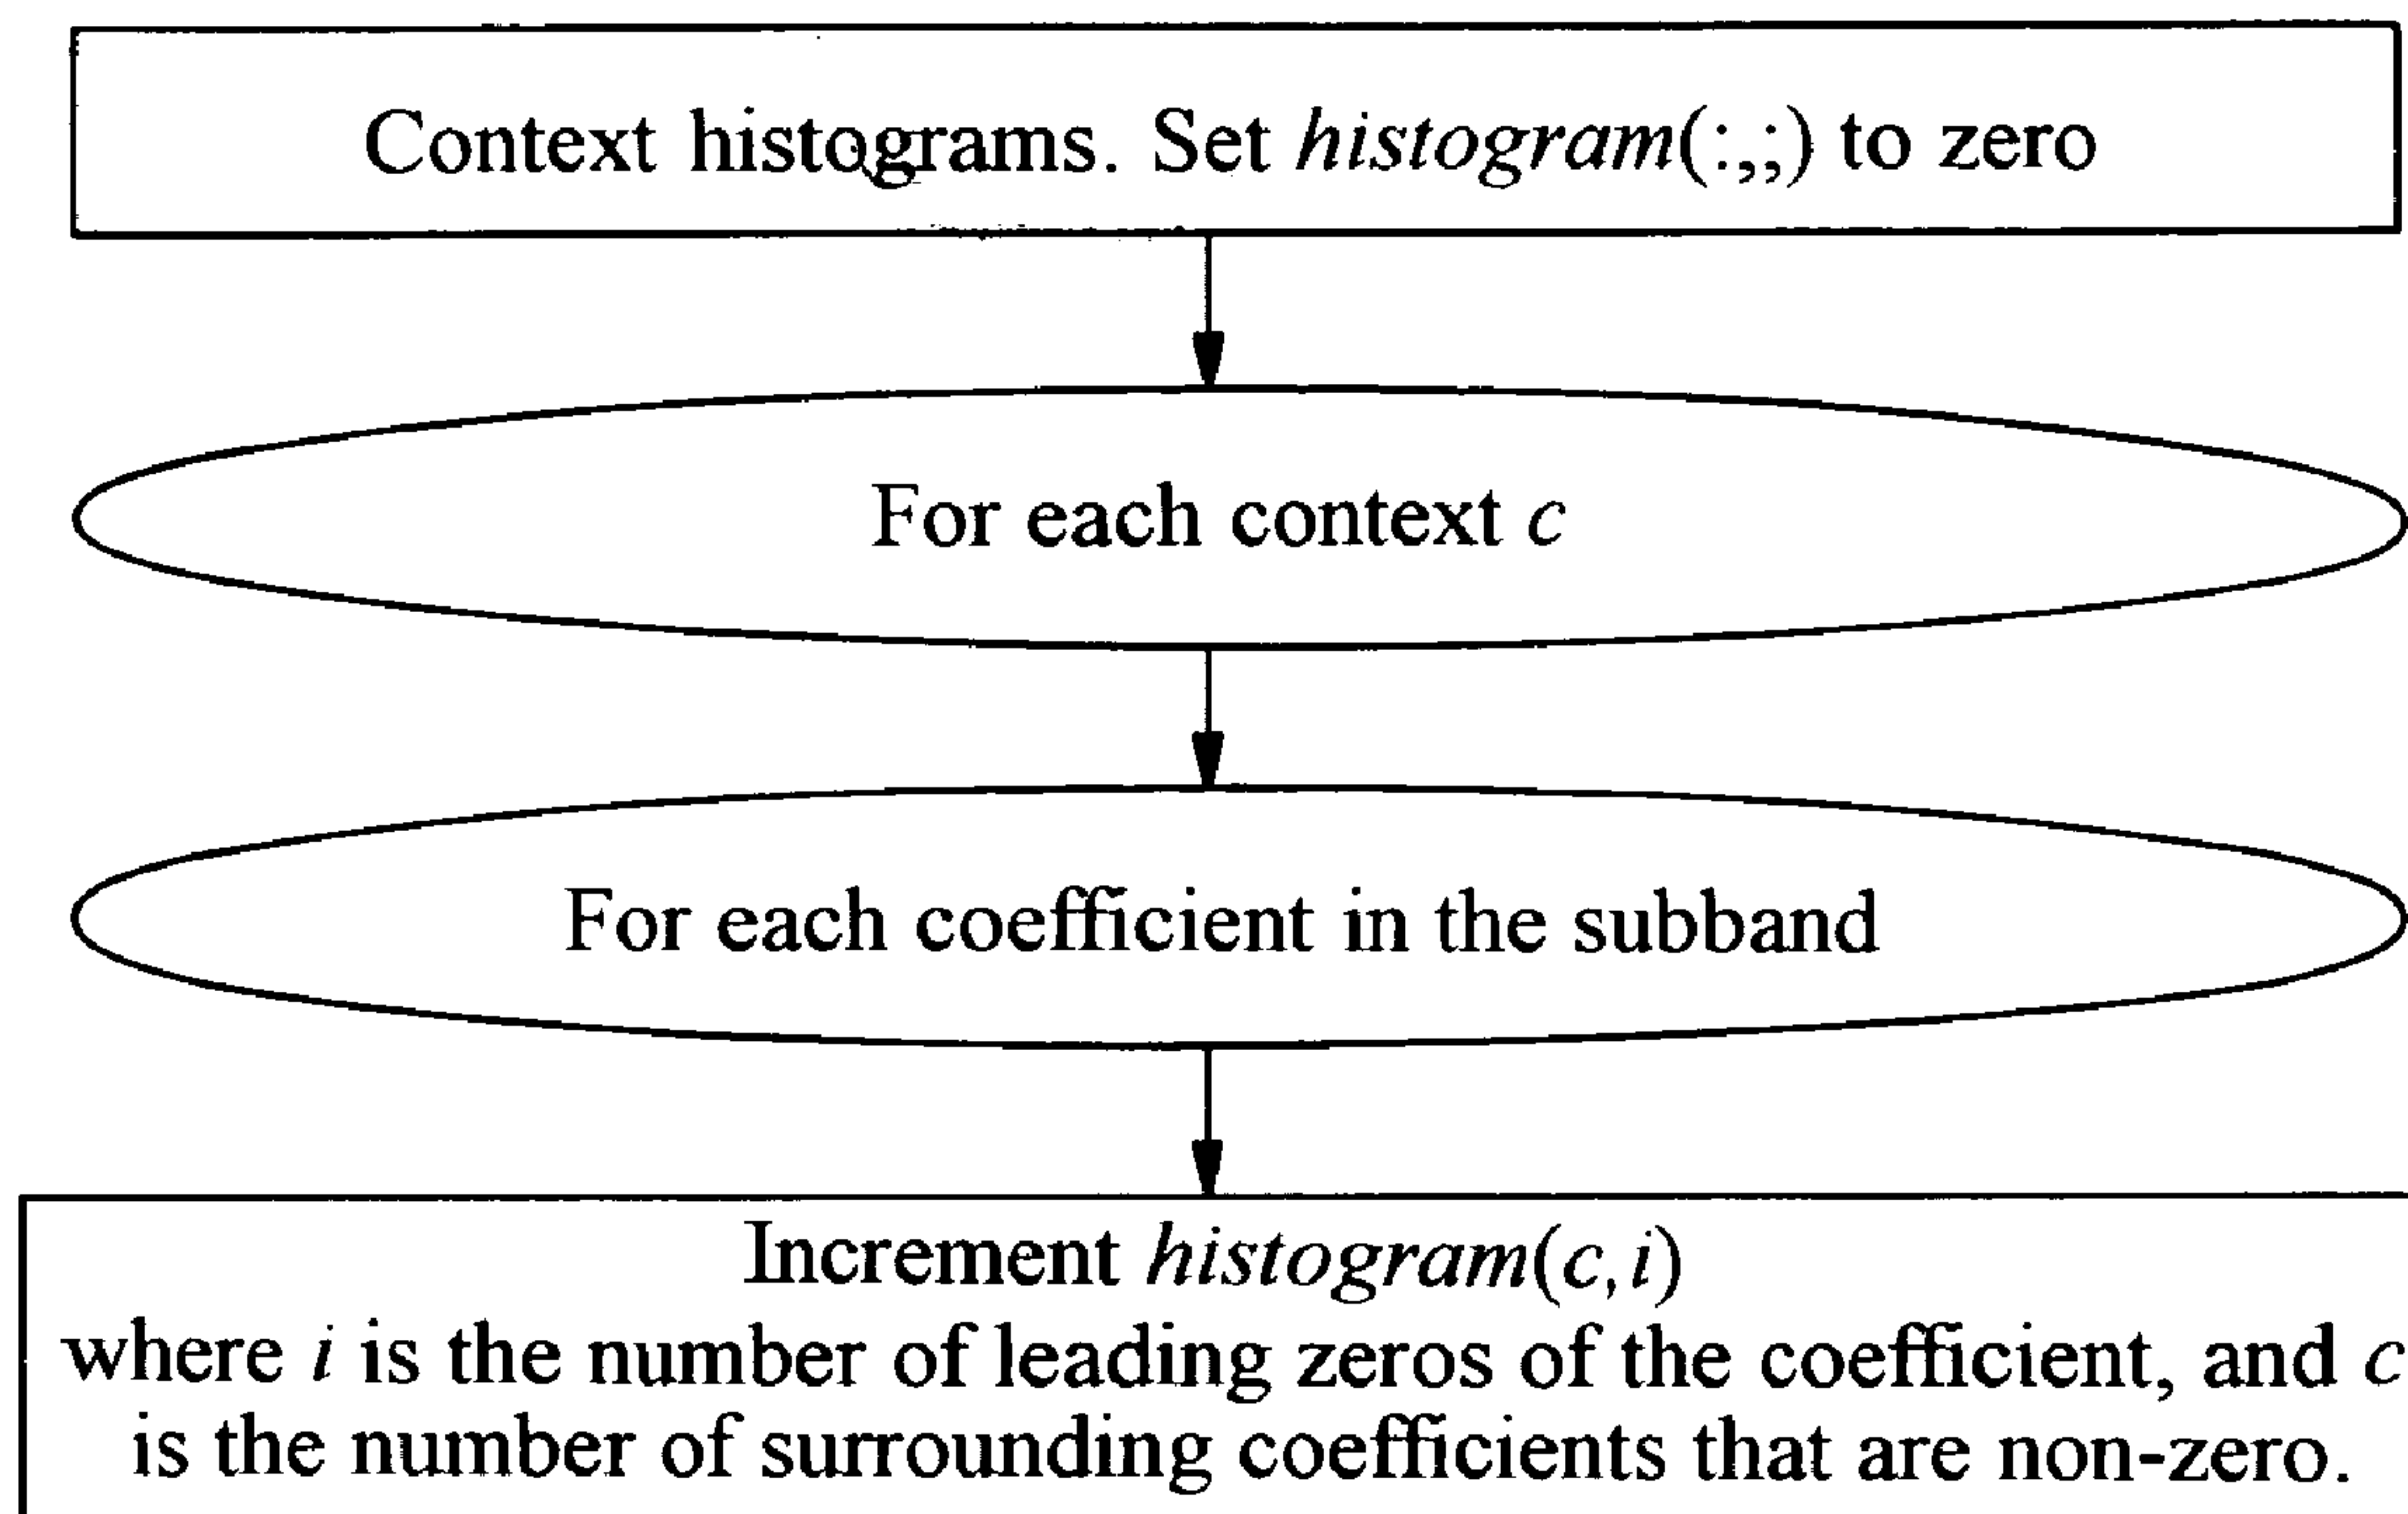 Context histograms. Set histogram(:,;) to zero
For each context c
For each coefficient in the subband
Increment histogram(c,i)
where i is the number of leading zeros of the coefficient, and c
is the number of surrounding coefficients that are non-zero.